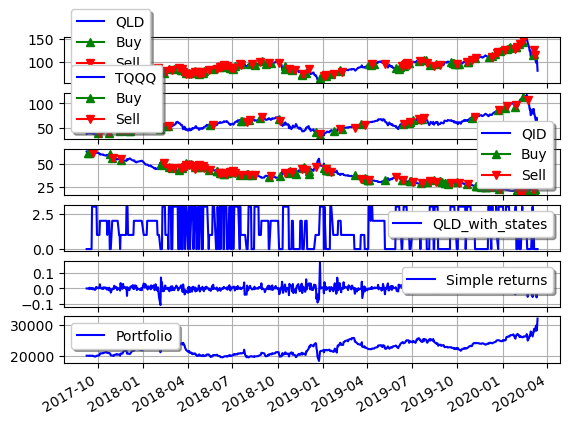 QLD
Buy
Sell
150
100
TQQQ
Buy
Sell
100
50
QID
Buy
Sell
50
25
QLD_with_states
2.5
0.0
Simple returns
0.1
0.0
−0.1
Portfolio
30000
20000
2017-10 2018-01 2018-04 2018-07 2018-10 2019-01 2019-04 2019-07 2019-10 2020-01 2020-04